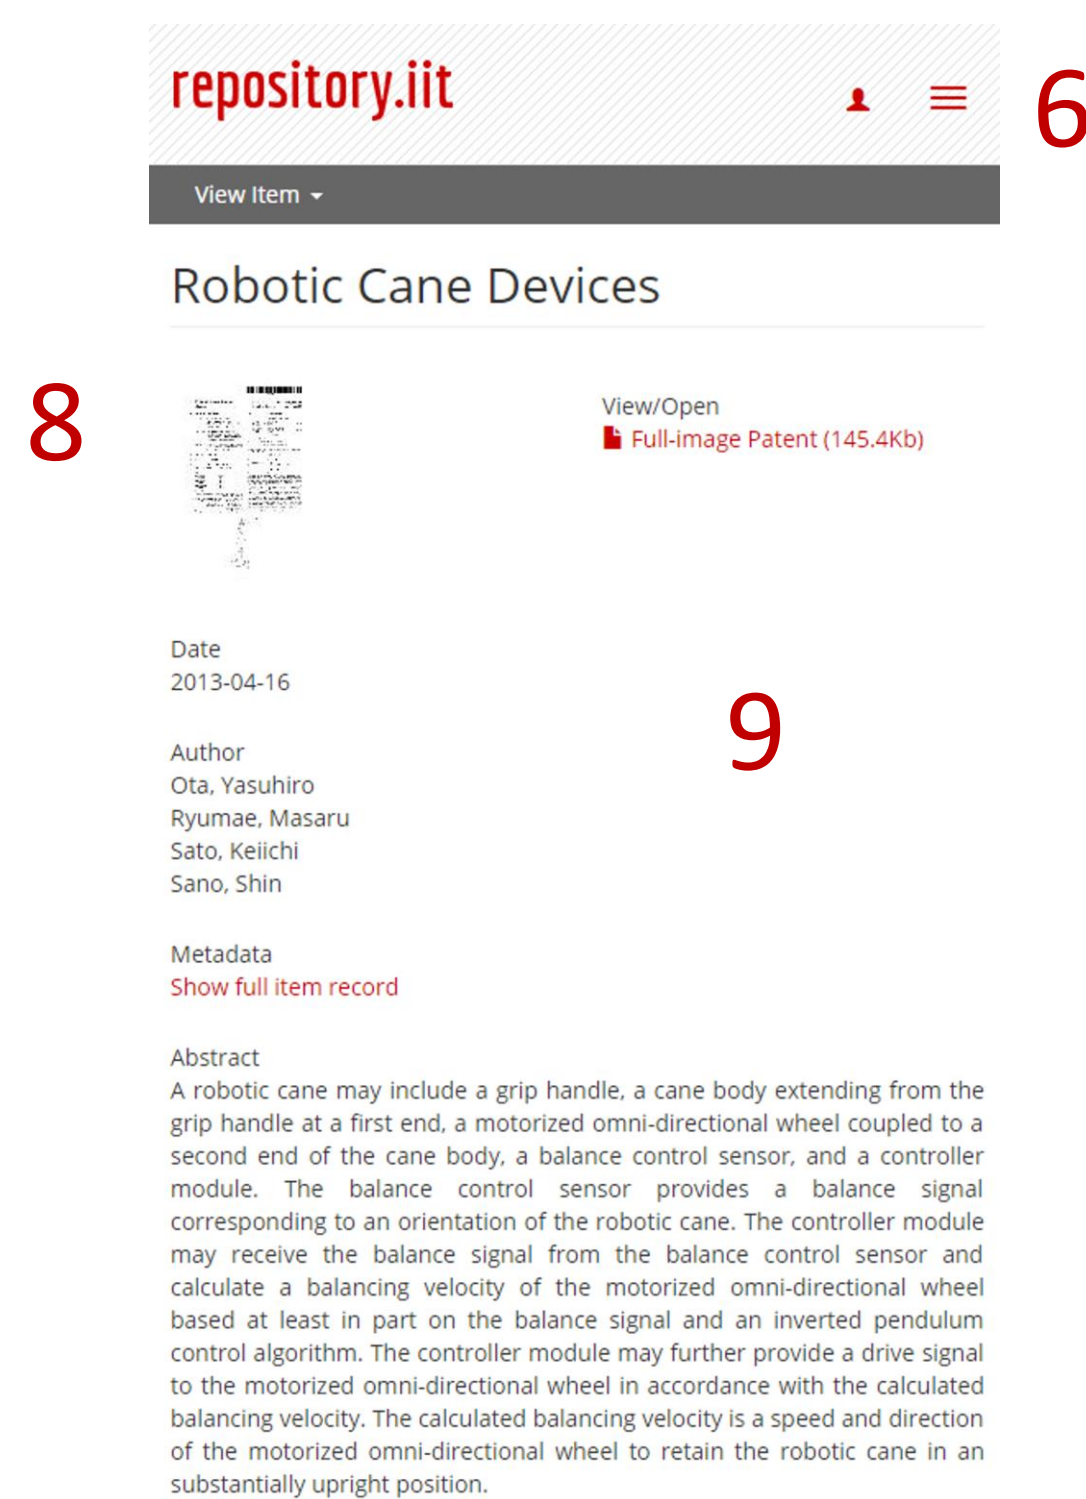 repository.iit
6
View Item
Robotic Cane Devices
8
View/Open
Full-image Patent (145.4Kb)
Date
2013-04-16
9
Author
Ota, Yasuhiro
Ryumae, Masaru
Sato, Keiichi
Sano, Shin
Metadata
Show full item record
Abstract
A robotic cane may include a grip handle, a cane body extending from the
grip handle at a first end, a motorized omni-directional wheel coupled to a
second end of the cane body, a balance control sensor, and a controller
module. The balance control sensor provides a balance signal
corresponding to an orientation of the robotic cane. The controller module
may receive the balance signal from the balance control sensor and
calculate a balancing velocity of the motorized omni-directional wheel
based at least in part on the balance signal and an inverted pendulum
control algorithm. The controller module may further provide a drive signal
to the motorized omni-directional wheel in accordance with the calculated
balancing velocity. The calculated balancing velocity is a speed and direction
of the motorized omni-directional wheel to retain the robotic cane in an
substantially upright position.